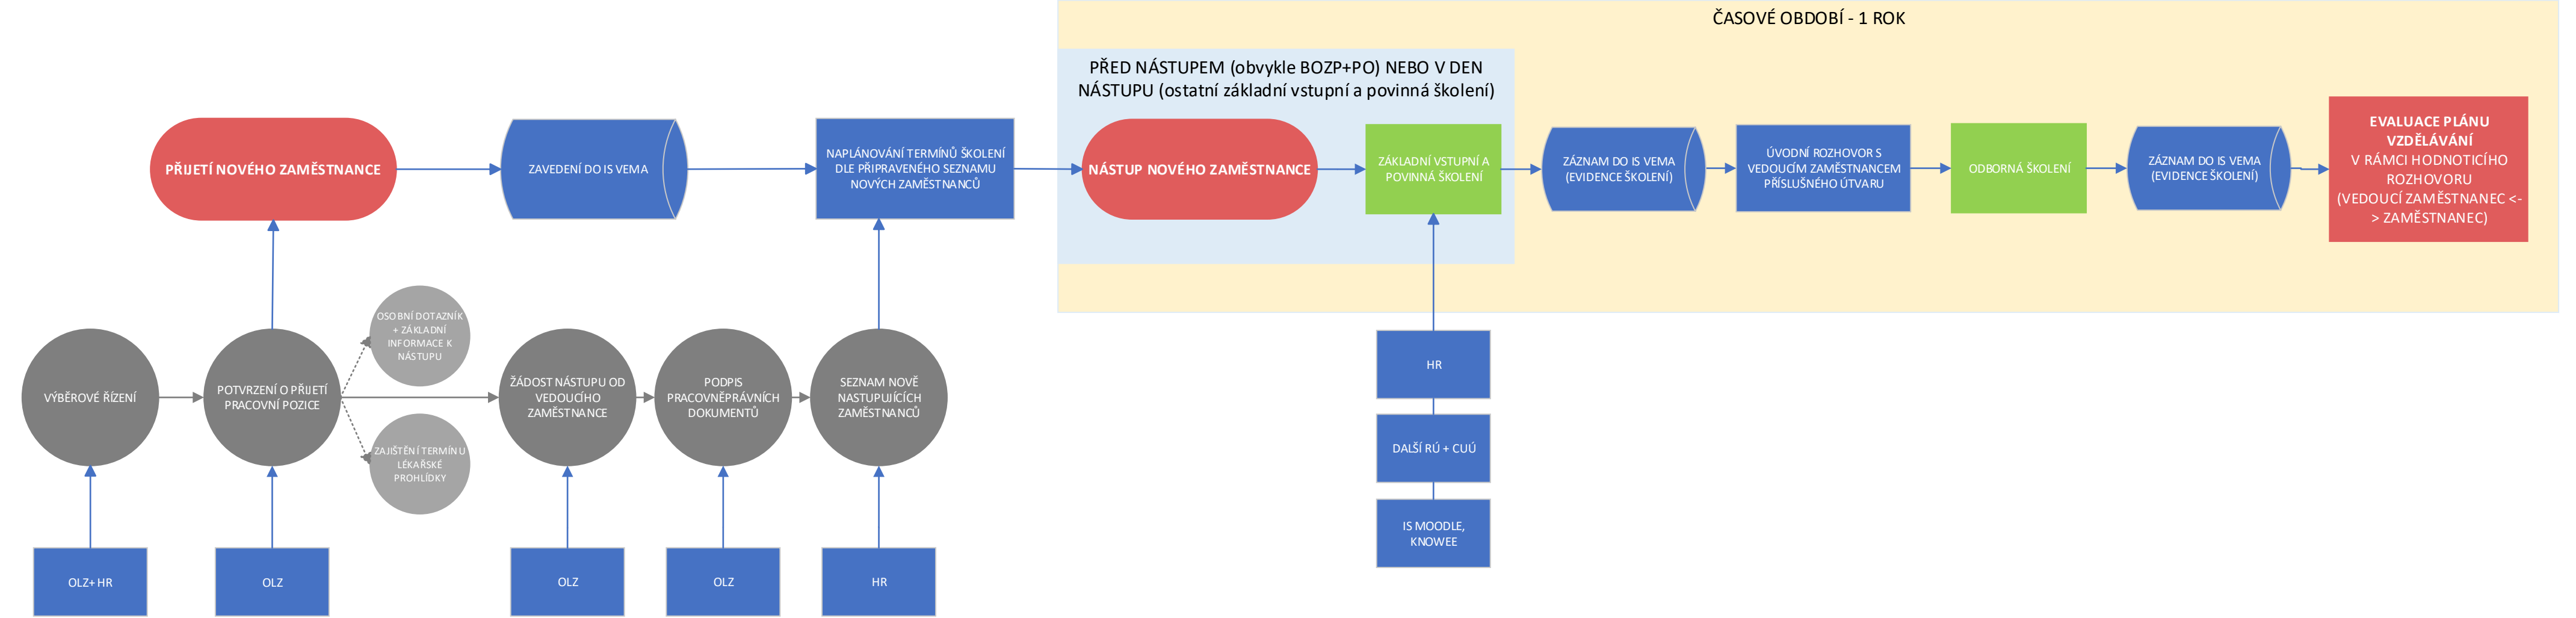 ČASOVÉ OBDOBÍ - 1 ROK
PŘED NÁSTUPEM (obvykle BOZP+PO) NEBO V DEN
NÁSTUPU (ostatní základní vstupní a povinná školení)
PŘIJETÍ NOVÉHO ZAMĚSTNANCE
ZAVEDENÍ DO IS VEMA
NAPLÁNOVÁNÍ TERMÍNŮ ŠKOLENÍ
DLE PŘIPRAVENÉHO SEZNAMU
NOVÝCH ZAMĚSTNANCŮ
NÁSTUP NOVÉHO ZAMĚSTNANCE
ZÁKLADNÍ VSTUPNÍ A
POVINNÁ ŠKOLENÍ
ZÁZNAM DO IS VEMA
(EVIDENCE ŠKOLENÍ)
ÚVODNÍ ROZHOVOR S
VEDOUCÍM ZAMĚSTNANCEM
PŘÍSLUŠNÉHO ÚTVARU
ODBORNÁ ŠKOLENÍ
ZÁZNAM DO IS VEMA
(EVIDENCE ŠKOLENÍ)
EVALUACE PLÁNU
VZDĚLÁVÁNÍ
V RÁMCI HODNOTICÍHO
ROZHOVORU
(VEDOUCÍ ZAMĚSTNANEC <-
> ZAMĚSTNANEC)
VÝBĚROVÉ ŘÍZENÍ
POTVRZENÍ O PŘIJETÍ
PRACOVNÍ POZICE
OSOBNÍ DOTAZNÍK
+ ZÁKLADNÍ
INFORMACE K
NÁSTUPU
ZAJIŠTĚNÍ TERMÍNU
LÉKAŘSKÉ
PROHLÍDKY
ŽÁDOST NÁSTUPU OD
VEDOUCÍHO
ZAMĚSTNANCE
PODPIS
PRACOVNĚPRÁVNÍCH
DOKUMENTŮ
SEZNAM NOVĚ
NASTUPUJÍCÍCH
ZAMĚSTNANCŮ
HR
DALŠÍ RÚ + CUÚ
IS MOODLE,
KNOWEE
OLZ+ HR
OLZ
OLZ
OLZ
HR